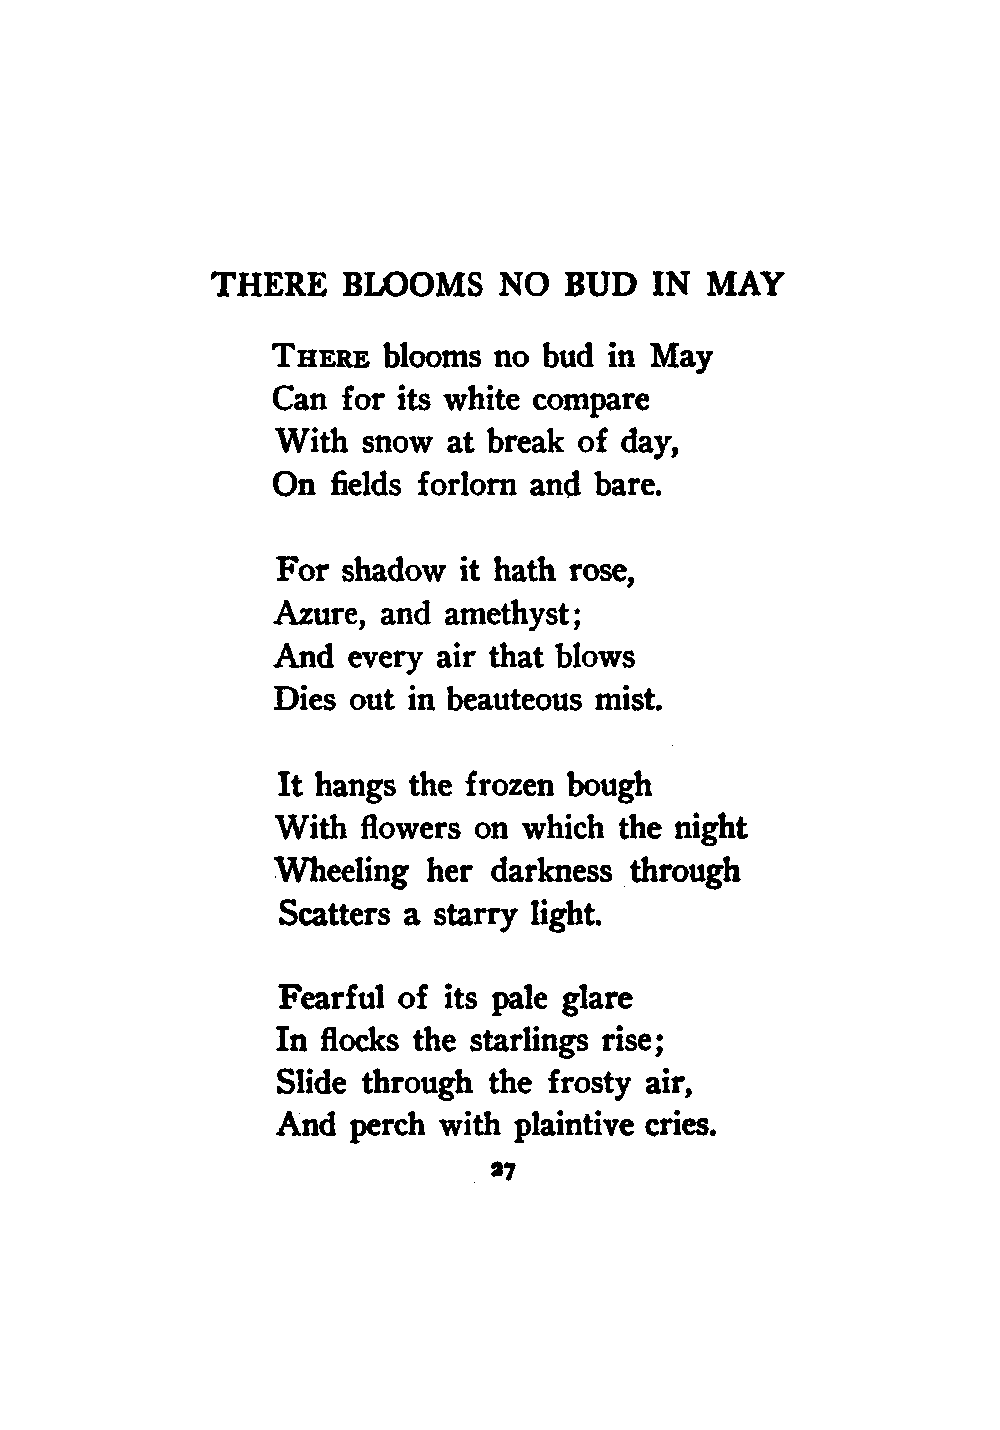 THERE BLOOMS NO BUD IN MAY
THERE blooms no bud in May
Can for its white compare
With snow at break of day,
On fields forlorn and bare.
For shadow it hath rose,
Azure, and amethyst;
And every air that blows
Dies out in beauteous mist.
It hangs the frozen bough
With flowers on which the night
Wheeling her darkness through
Scatters a starry light.
Fearful of its pale glare
In flocks the starlings rise;
Slide through the frosty air,
And perch with plaintive cries.
27